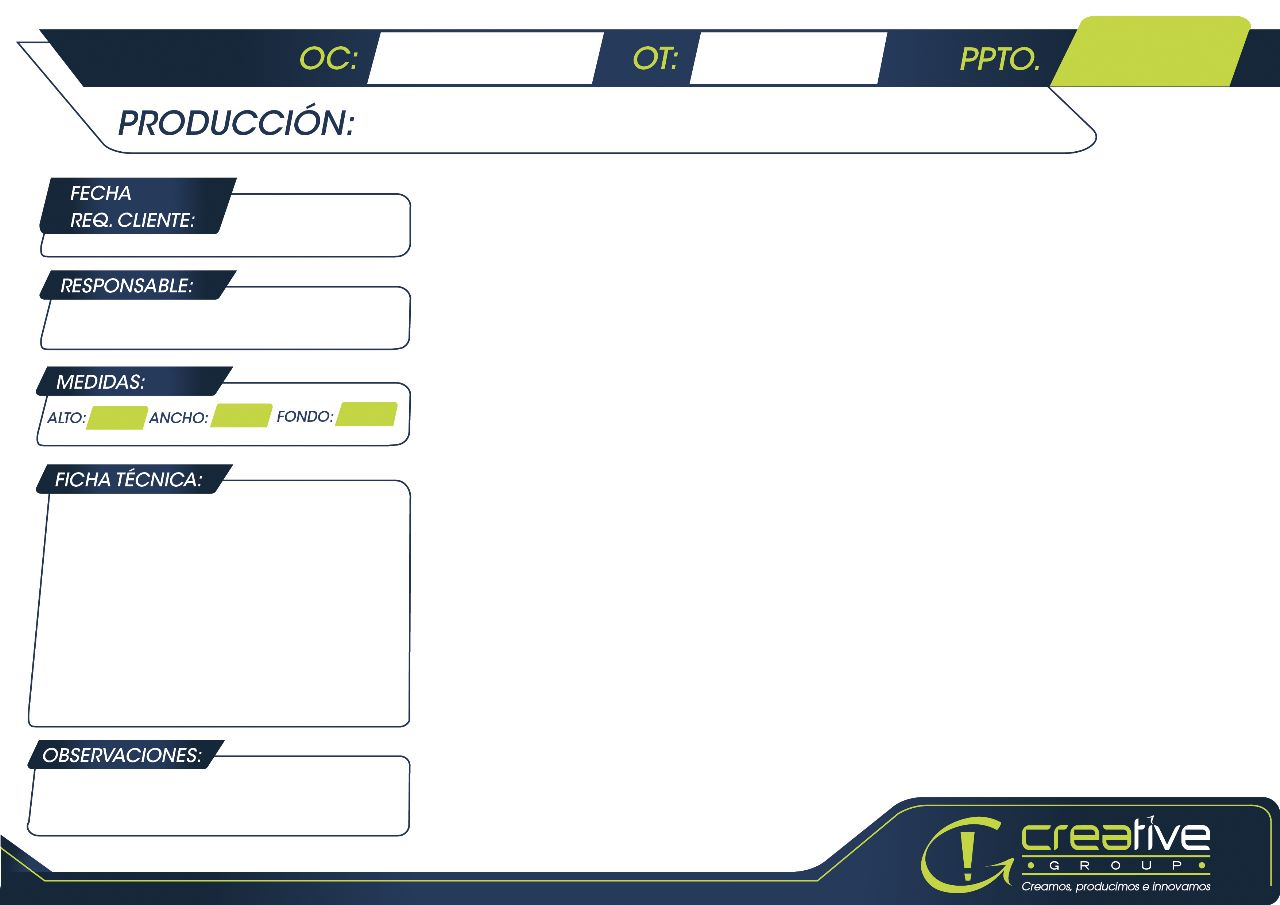 OC: OT: PPTO.
PRODUCCIÓN:
FECHA
REQ. CLIENTE:
RESPONSABLE:
MEDIDAS:
ALTO: ANCHO: FONDO:
FICHA TÉCNICA:
OBSERVACIONES:
creative
GROUP
Creamos, producimos e innovamos